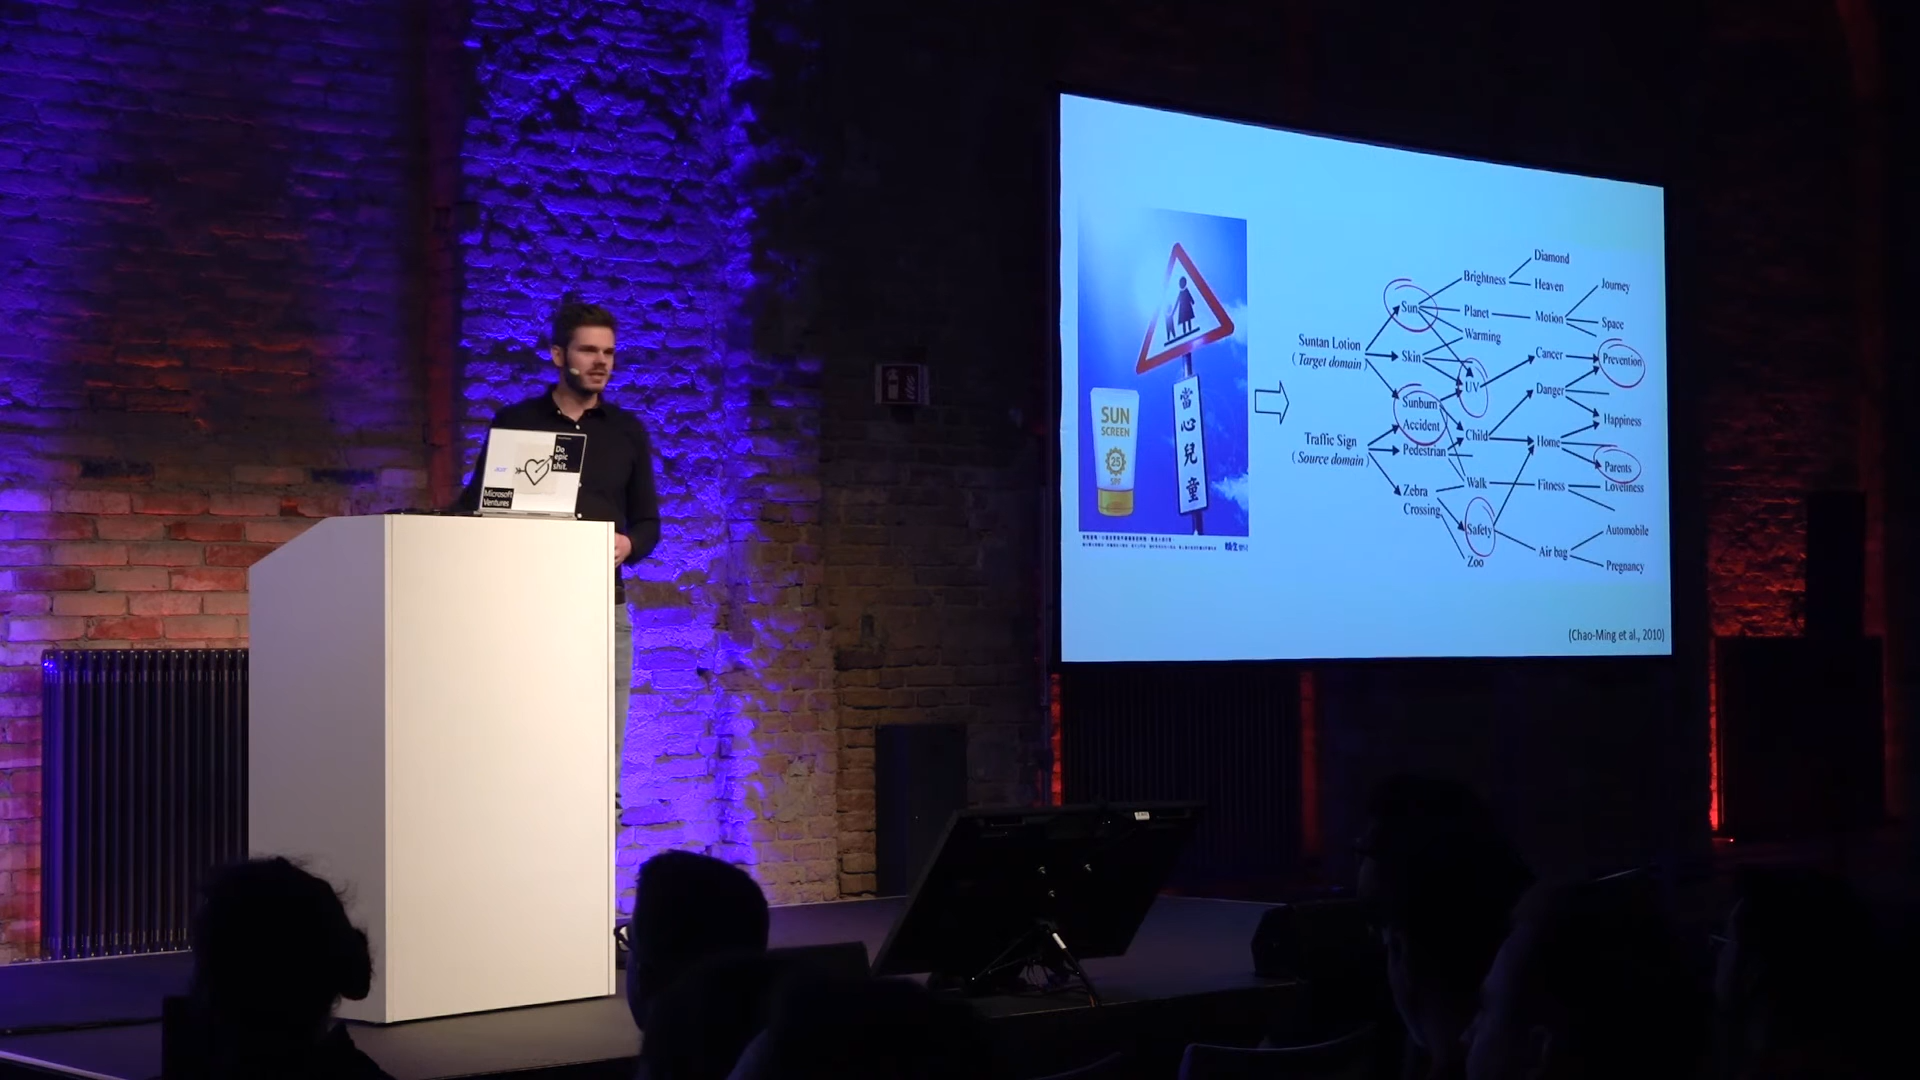 acer
Do
epic
shit.
Microsoft
Ventures
SUN
SCREEN
25
SPF
當心兒童
Suntan Lotion
( Target domain )
Traffic Sign
( Source domain )
Sun
Skin
Sunburn
Accident
Pedestrian
Zebra
Crossing
Brightness
Planet
Warming
UV
Child
Walk
Safety
Zoo
Diamond
Heaven
Motion
Cancer
Danger
Home
Fitness
Air bag
Journey
Space
Prevention
Happiness
Parents
Loveliness
Automobile
Pregnancy
(Chao-Ming et al., 2010)